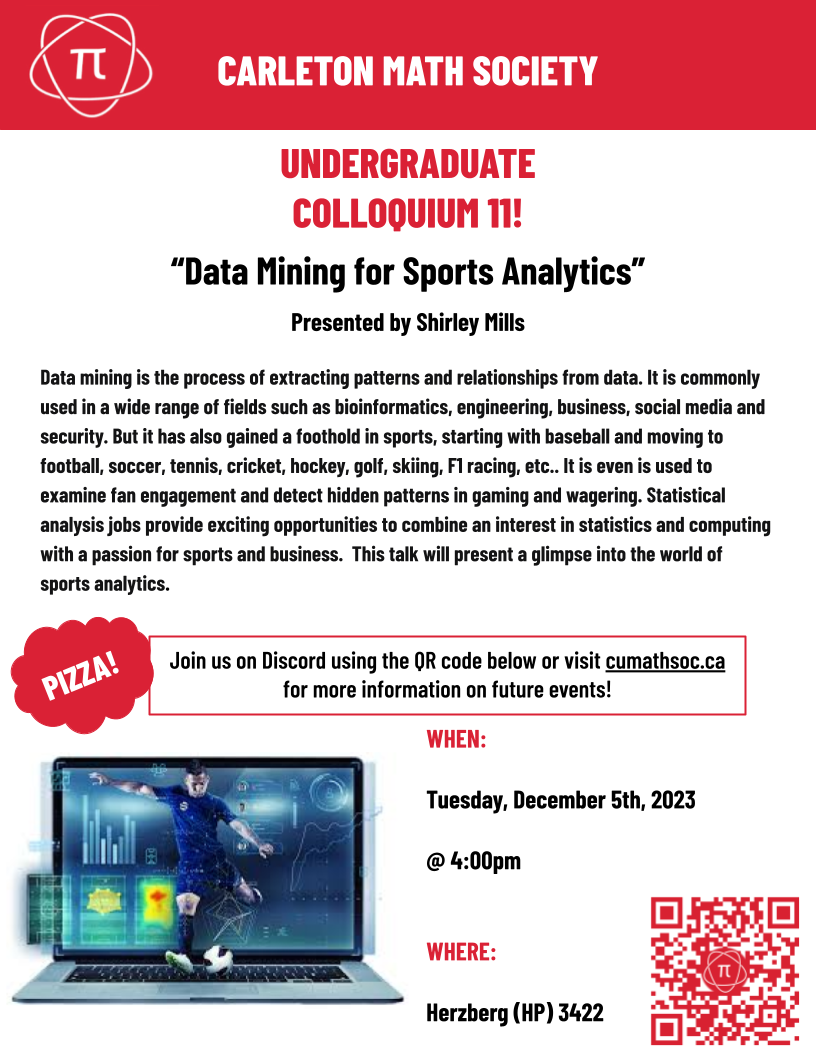 π
CARLETON MATH SOCIETY
UNDERGRADUATE
COLLOQUIUM 11!
“Data Mining for Sports Analytics”
Presented by Shirley Mills
Data mining is the process of extracting patterns and relationships from data. It is commonly
used in a wide range of fields such as bioinformatics, engineering, business, social media and
security. But it has also gained a foothold in sports, starting with baseball and moving to
football, soccer, tennis, cricket, hockey, golf, skiing, F1 racing, etc.. It is even is used to
examine fan engagement and detect hidden patterns in gaming and wagering. Statistical
analysis jobs provide exciting opportunities to combine an interest in statistics and computing
with a passion for sports and business.  This talk will present a glimpse into the world of
sports analytics.
PIZZA!
Join us on Discord using the QR code below or visit cumathsoc.ca
for more information on future events!
WHEN:
Tuesday, December 5th, 2023
@ 4:00pm
WHERE:
Herzberg (HP) 3422
π